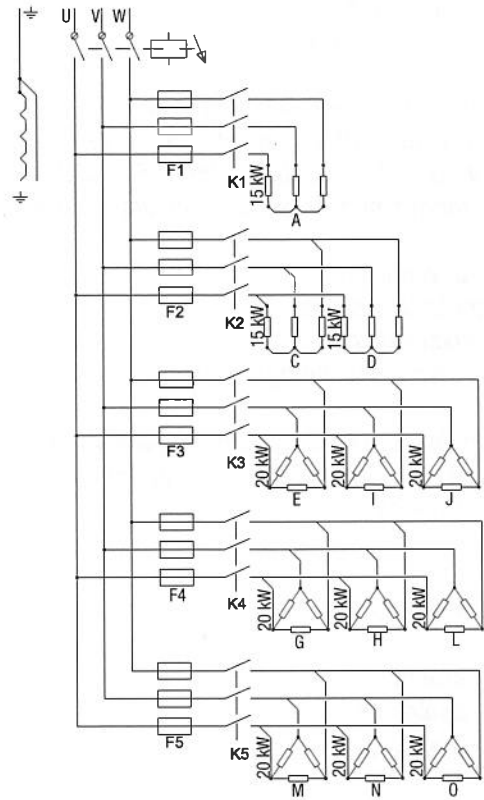 U V W
F1 K1 15 kW
A
F2 K2 15 kW 15 kW
C D
F3 K3 20 kW 20 kW 20 kW
E I J
F4 K4 20 kW 20 kW 20 kW
G H L
F5 K5 20 kW 20 kW 20 kW
M N O